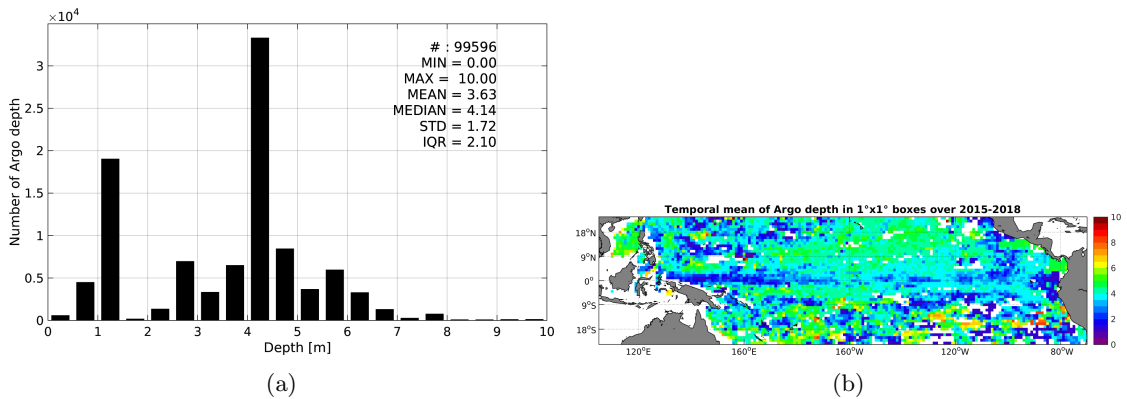 ×10⁴
3
2.5
2
1.5
1
0.5
0
Number of Argo depth
# : 99596
MIN = 0.00
MAX = 10.00
MEAN = 3.63
MEDIAN = 4.14
STD = 1.72
IQR = 2.10
0 1 2 3 4 5 6 7 8 9 10
Depth [m]
(a)
Temporal mean of Argo depth in 1°x1° boxes over 2015-2018
18°N
9°N
0°
9°S
18°S
120°E 160°E 160°W 120°W 80°W
10
8
6
4
2
0
(b)